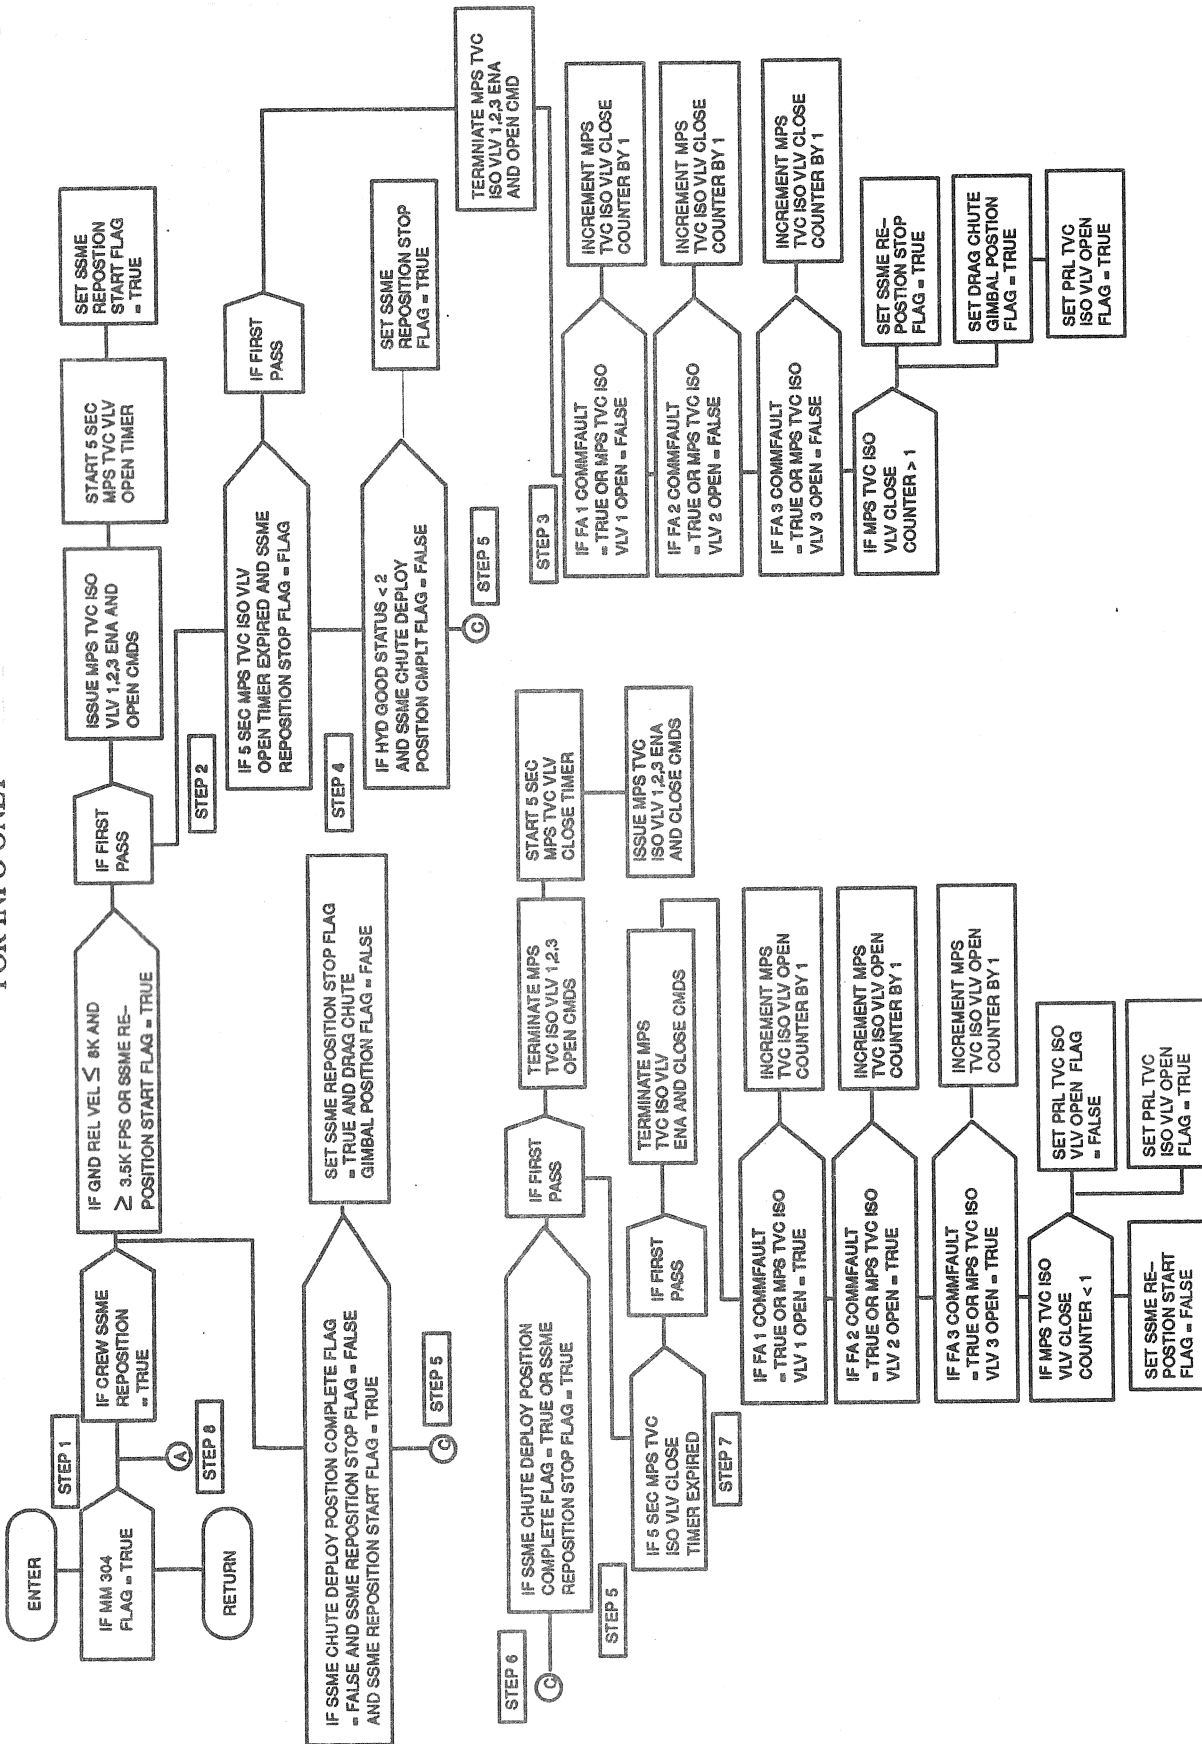 FOR INFO ONLY
ENTER
IF MM 304
FLAG = TRUE
RETURN
STEP 1
A
STEP 8
IF CREW SSME
REPOSITION
= TRUE
IF GND REL VEL ≤ 8K AND
≥ 3.5K FPS OR SSME RE-
POSITION START FLAG = TRUE
IF FIRST
PASS
ISSUE MPS TVC ISO
VLV 1,2,3 ENA AND
OPEN CMDS
START 5 SEC
MPS TVC VLV
OPEN TIMER
SET SSME
REPOSTION
START FLAG
= TRUE
IF SSME CHUTE DEPLOY POSTION COMPLETE FLAG
= FALSE AND SSME REPOSITION STOP FLAG = FALSE
AND SSME REPOSITION START FLAG = TRUE
SET SSME REPOSITION STOP FLAG
= TRUE AND DRAG CHUTE
GIMBAL POSITION FLAG = FALSE
C
STEP 5
STEP 2
IF 5 SEC MPS TVC ISO VLV
OPEN TIMER EXPIRED AND SSME
REPOSITION STOP FLAG = FLAG
IF FIRST
PASS
STEP 4
IF HYD GOOD STATUS < 2
AND SSME CHUTE DEPLOY
POSITION CMPLT FLAG = FALSE
SET SSME
REPOSITION STOP
FLAG = TRUE
C
STEP 5
TERMNIATE MPS TVC
ISO VLV 1,2,3 ENA
AND OPEN CMD
STEP 3
IF FA 1 COMMFAULT
= TRUE OR MPS TVC ISO
VLV 1 OPEN = FALSE
INCREMENT MPS
TVC ISO VLV CLOSE
COUNTER BY 1
IF FA 2 COMMFAULT
= TRUE OR MPS TVC ISO
VLV 2 OPEN = FALSE
INCREMENT MPS
TVC ISO VLV CLOSE
COUNTER BY 1
IF FA 3 COMMFAULT
= TRUE OR MPS TVC ISO
VLV 3 OPEN = FALSE
INCREMENT MPS
TVC ISO VLV CLOSE
COUNTER BY 1
IF MPS TVC ISO
VLV CLOSE
COUNTER > 1
SET SSME RE-
POSTION STOP
FLAG = TRUE
SET DRAG CHUTE
GIMBAL POSTION
FLAG = TRUE
SET PRL TVC
ISO VLV OPEN
FLAG = TRUE
STEP 6
C
IF SSME CHUTE DEPLOY POSITION
COMPLETE FLAG = TRUE OR SSME
REPOSITION STOP FLAG = TRUE
IF FIRST
PASS
TERMINATE MPS
TVC ISO VLV 1,2,3
OPEN CMDS
START 5 SEC
MPS TVC VLV
CLOSE TIMER
ISSUE MPS TVC
ISO VLV 1,2,3 ENA
AND CLOSE CMDS
STEP 5
IF 5 SEC MPS TVC
ISO VLV CLOSE
TIMER EXPIRED
IF FIRST
PASS
TERMINATE MPS
TVC ISO VLV
ENA AND CLOSE CMDS
STEP 7
IF FA 1 COMMFAULT
= TRUE OR MPS TVC ISO
VLV 1 OPEN = TRUE
INCREMENT MPS
TVC ISO VLV OPEN
COUNTER BY 1
IF FA 2 COMMFAULT
= TRUE OR MPS TVC ISO
VLV 2 OPEN = TRUE
INCREMENT MPS
TVC ISO VLV OPEN
COUNTER BY 1
IF FA 3 COMMFAULT
= TRUE OR MPS TVC ISO
VLV 3 OPEN = TRUE
INCREMENT MPS
TVC ISO VLV OPEN
COUNTER BY 1
IF MPS TVC ISO
VLV CLOSE
COUNTER < 1
SET PRL TVC ISO
VLV OPEN FLAG
= FALSE
SET SSME RE-
POSTION START
FLAG = FALSE
SET PRL TVC
ISO VLV OPEN
FLAG = TRUE